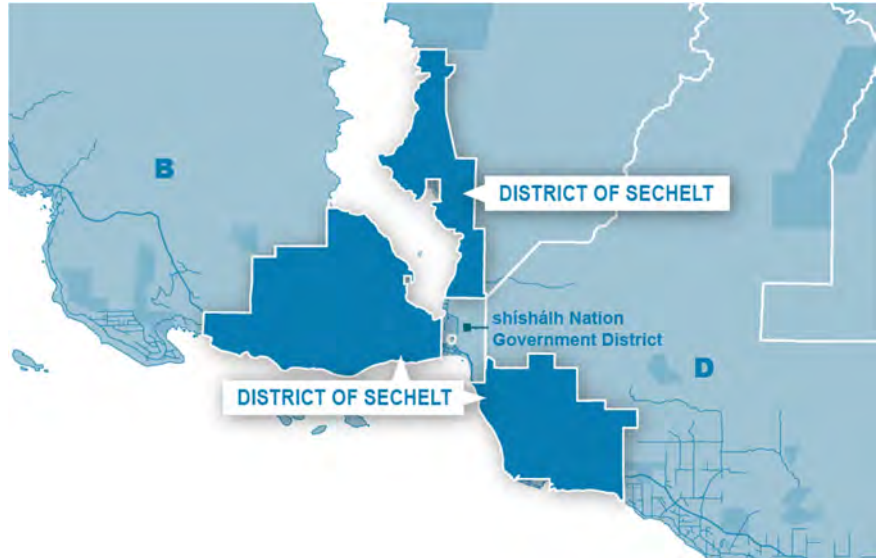 B
DISTRICT OF SECHELT
shíshálh Nation
Government District
D
DISTRICT OF SECHELT